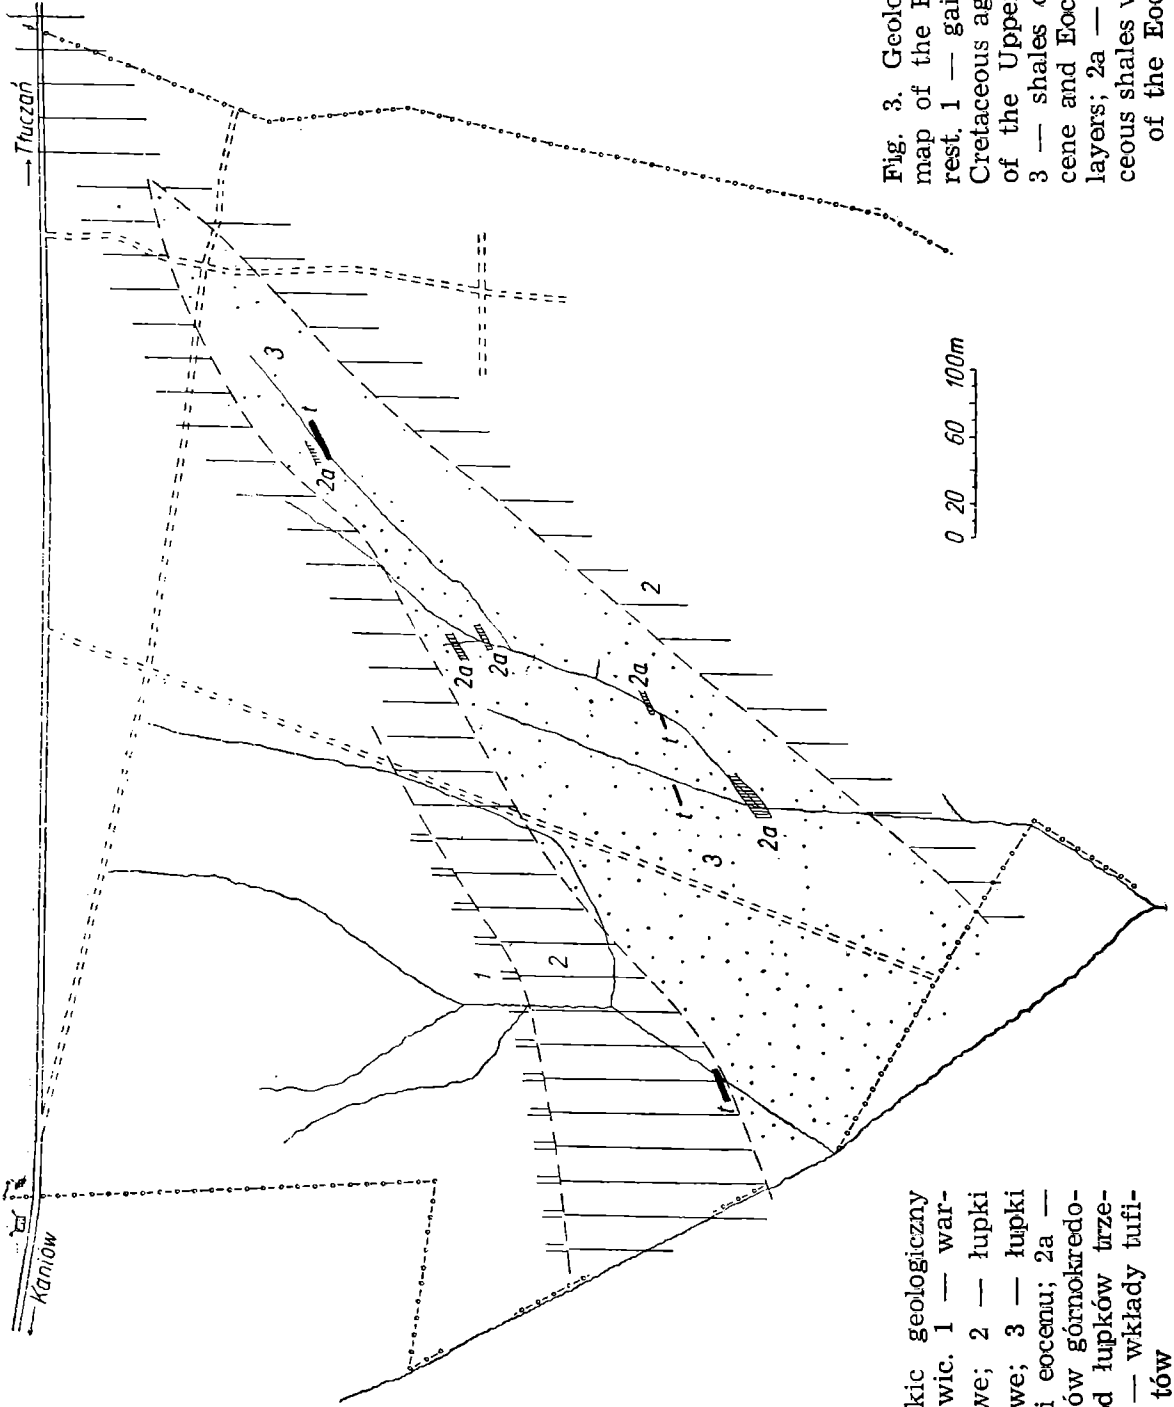 → Tłuczań
← Kaniów
1
2
2
3
3
2a
2a
2a
2a
2a
t
t
t
t
0 20 60 100m
kic geologiczny
wic. 1 — war-
we; 2 — łupki
we; 3 — łupki
i eocenu; 2a —
ów górnokredo-
d łupków trze-
— wkłady tufi-
tów
Fig. 3. Geolo
map of the
rest. 1 — gai
Cretaceous ag
of the Uppe
3 — shales
cene and Eoc
layers; 2a —
ceous shales
of the Eoc